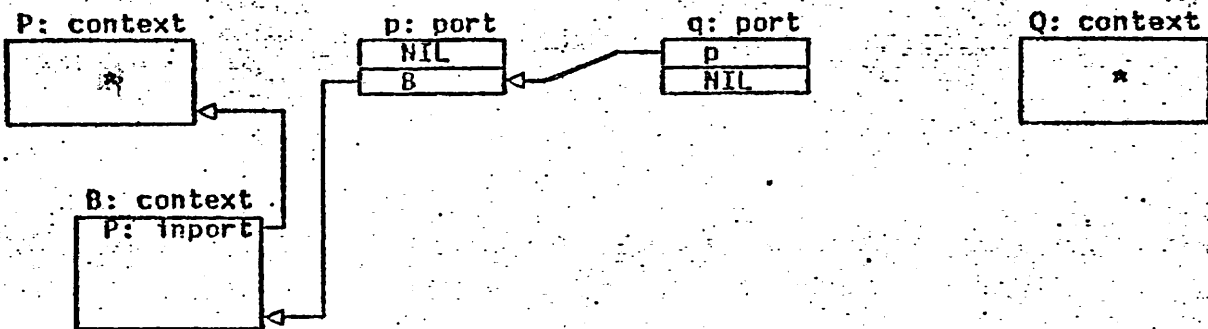 P: context
p: port
q: port
Q: context
*
NIL
B
p
NIL
*
B: context
P: inport